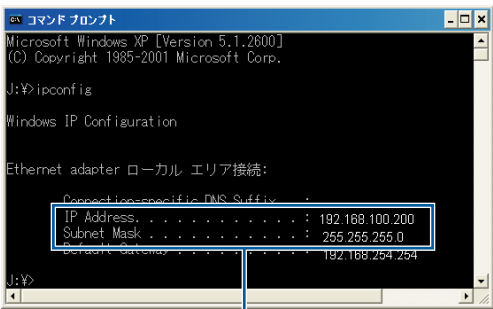 コマンド プロンプト
Microsoft Windows XP [Version 5.1.2600]
(C) Copyright 1985-2001 Microsoft Corp.
J:¥>ipconfig
Windows IP Configuration
Ethernet adapter ローカル エリア接続:
Connection-specific DNS Suffix . :
IP Address. . . . . . . . . . . . : 192.168.100.200
Subnet Mask . . . . . . . . . . . : 255.255.255.0
Default Gateway . . . . . . . . . : 192.168.254.254
J:¥>